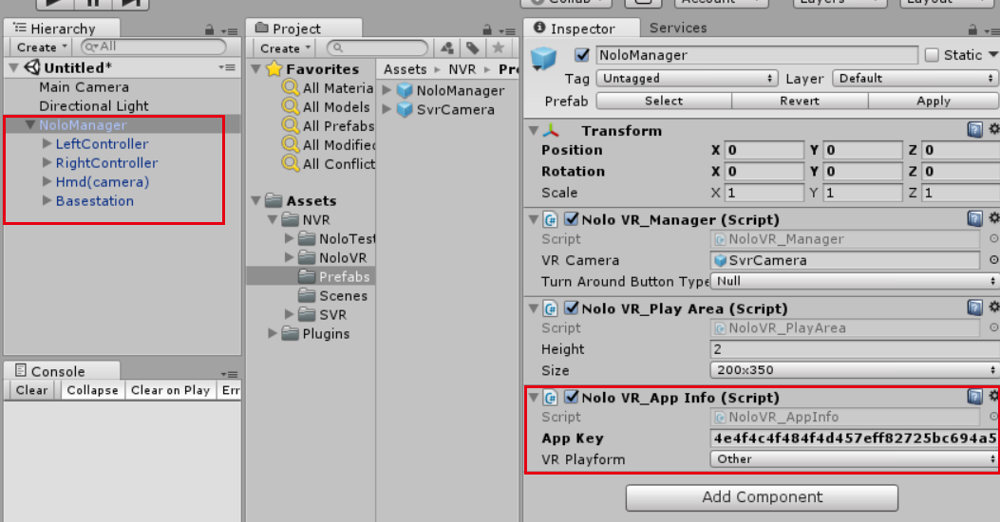 Collab
Account
Layers
Layout
Hierarchy
Create
All
Untitled*
Main Camera
Directional Light
NoloManager
LeftController
RightController
Hmd(camera)
Basestation
Console
Clear
Collapse
Clear on Play
Err
Project
Create
Favorites
All Materia
All Models
All Prefabs
All Modified
All Conflict
Assets
NVR
NoloTest
NoloVR
Prefabs
Scenes
SVR
Plugins
Assets ▸ NVR ▸ Pre
NoloManager
SvrCamera
Inspector
Services
NoloManager
Static
Tag Untagged Layer Default
Prefab Select Revert Apply
Transform
Position X 0 Y 0 Z 0
Rotation X 0 Y 0 Z 0
Scale X 1 Y 1 Z 1
Nolo VR_Manager (Script)
Script NoloVR_Manager
VR Camera SvrCamera
Turn Around Button Type Null
Nolo VR_Play Area (Script)
Script NoloVR_PlayArea
Height 2
Size 200x350
Nolo VR_App Info (Script)
Script NoloVR_AppInfo
App Key 4e4f4c4f484f4d457eff82725bc694a5
VR Playform Other
Add Component